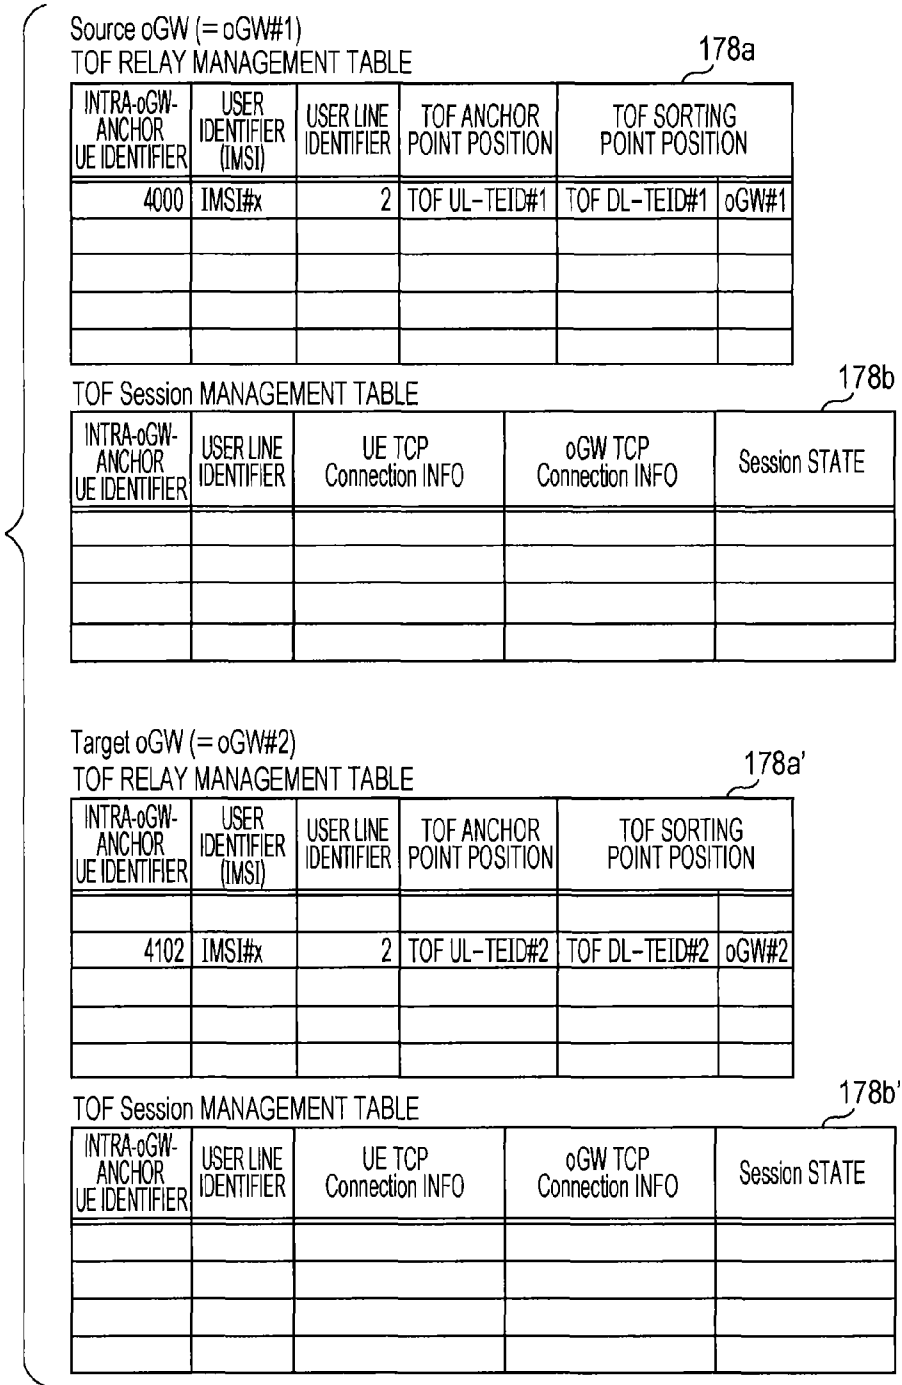 Source oGW (= oGW#1)
TOF RELAY MANAGEMENT TABLE
178a
INTRA-oGW-
ANCHOR
UE IDENTIFIER
USER
IDENTIFIER
(IMSI)
USER LINE
IDENTIFIER
TOF ANCHOR
POINT POSITION
TOF SORTING
POINT POSITION
4000 IMSI#x 2 TOF UL-TEID#1 TOF DL-TEID#1 oGW#1
TOF Session MANAGEMENT TABLE
178b
INTRA-oGW-
ANCHOR
UE IDENTIFIER
USER LINE
IDENTIFIER
UE TCP
Connection INFO
oGW TCP
Connection INFO
Session STATE
Target oGW (= oGW#2)
TOF RELAY MANAGEMENT TABLE
178a'
INTRA-oGW-
ANCHOR
UE IDENTIFIER
USER
IDENTIFIER
(IMSI)
USER LINE
IDENTIFIER
TOF ANCHOR
POINT POSITION
TOF SORTING
POINT POSITION
4102 IMSI#x 2 TOF UL-TEID#2 TOF DL-TEID#2 oGW#2
TOF Session MANAGEMENT TABLE
178b'
INTRA-oGW-
ANCHOR
UE IDENTIFIER
USER LINE
IDENTIFIER
UE TCP
Connection INFO
oGW TCP
Connection INFO
Session STATE